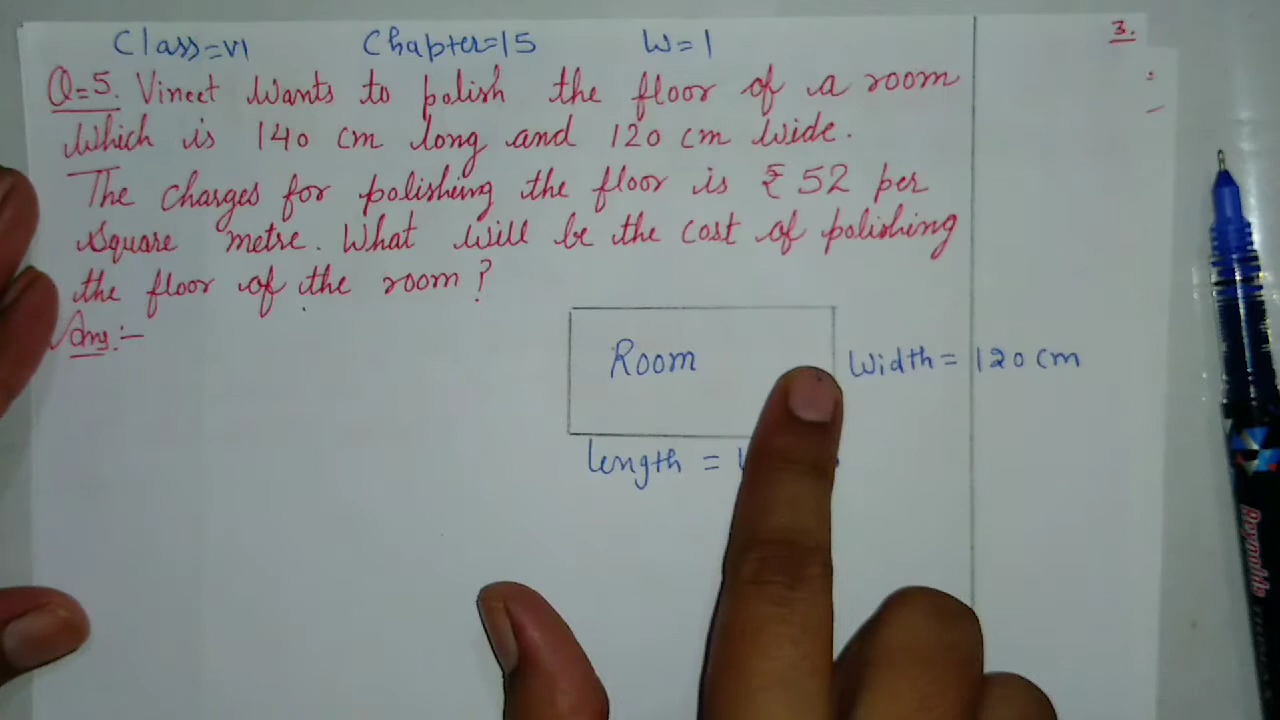 Class=VI Chapter=15 W=1
3.
Q=5. Vineet Wants to polish the floor of a room
Which is 140 cm long and 120 cm wide.
The charges for polishing the floor is ₹ 52 per
square metre. What will be the cost of polishing
the floor of the room?
Ans:-
Room
Width = 120 cm
length =
Reynolds